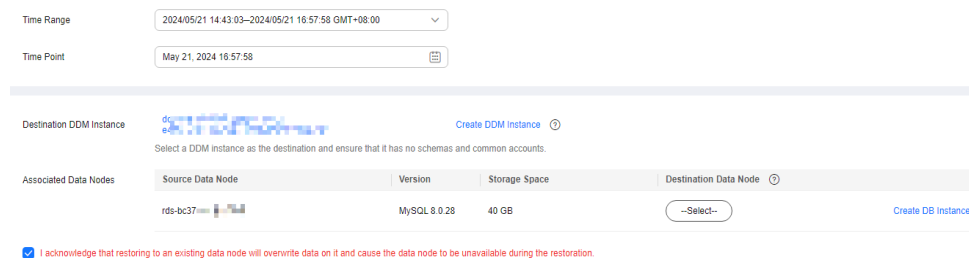 Time Range
2024/05/21 14:43:03--2024/05/21 16:57:58 GMT+08:00
Time Point
May 21, 2024 16:57:58
Destination DDM Instance
Create DDM Instance
Select a DDM instance as the destination and ensure that it has no schemas and common accounts.
Associated Data Nodes
Source Data Node Version Storage Space Destination Data Node
rds-bc37 MySQL 8.0.28 40 GB --Select-- Create DB Instance
I acknowledge that restoring to an existing data node will overwrite data on it and cause the data node to be unavailable during the restoration.